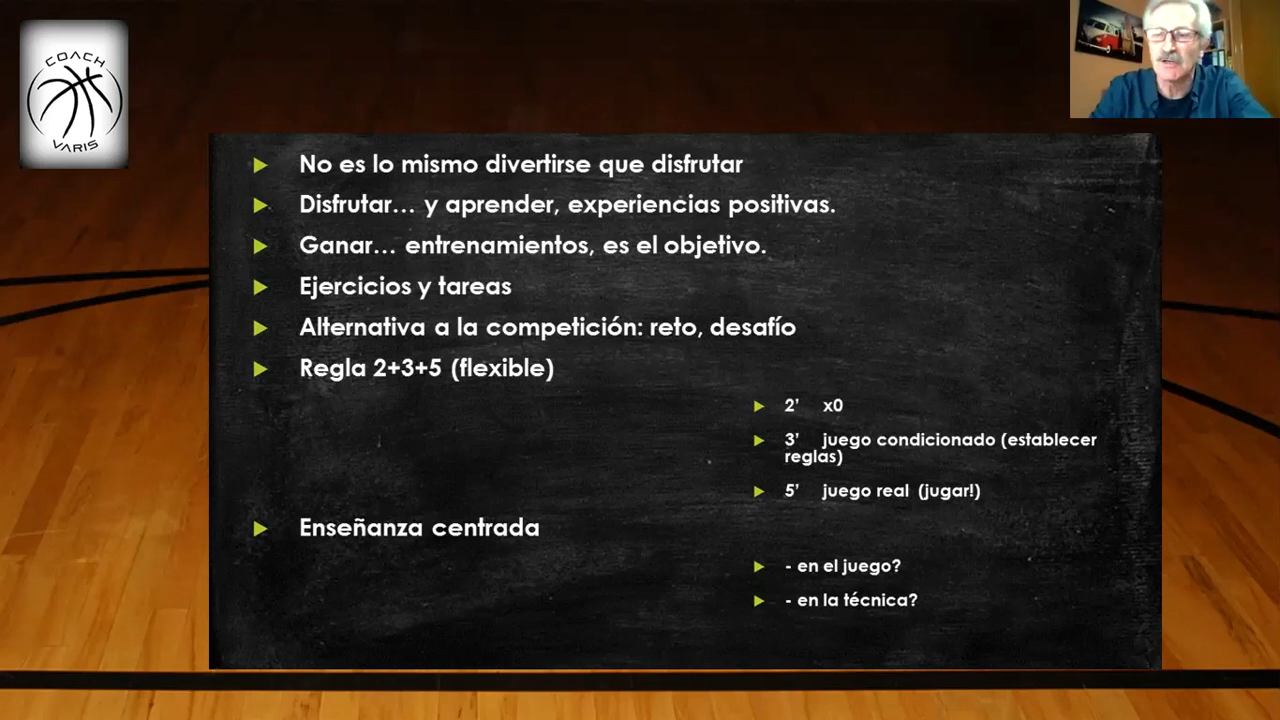 COACH
VARIS
No es lo mismo divertirse que disfrutar
Disfrutar... y aprender, experiencias positivas.
Ganar... entrenamientos, es el objetivo.
Ejercicios y tareas
Alternativa a la competición: reto, desafío
Regla 2+3+5 (flexible)
2' x0
3' juego condicionado (establecer
reglas)
5' juego real (jugar!)
Enseñanza centrada
- en el juego?
- en la técnica?